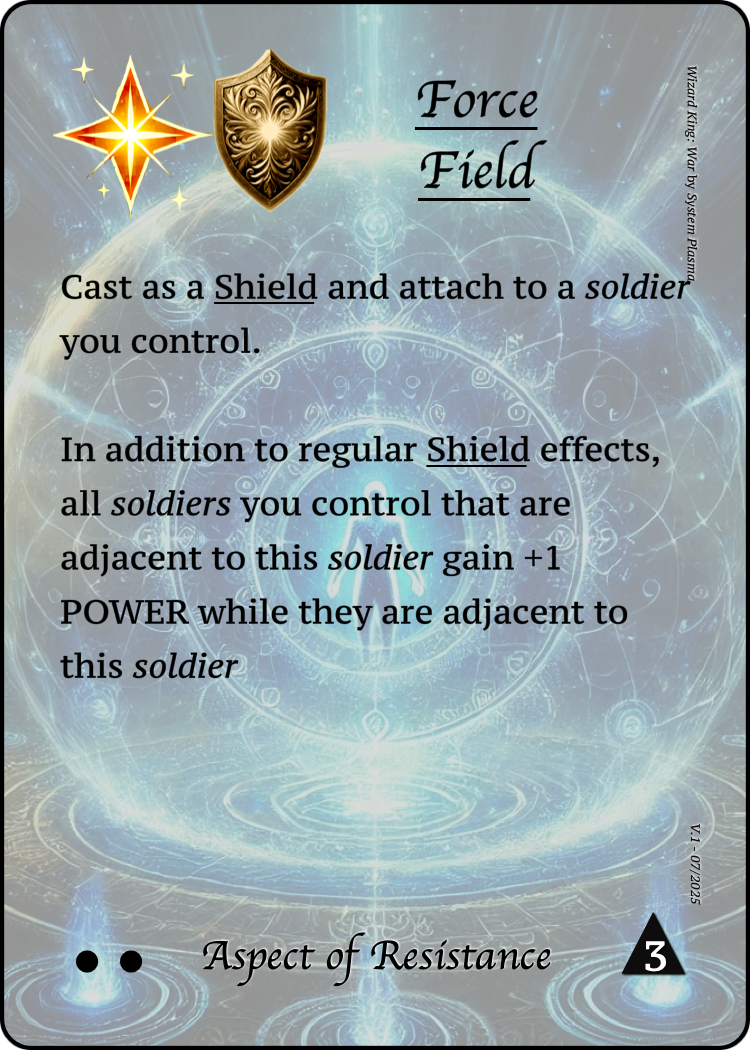 Force
Field
Wizard King: War by System Plasma
Cast as a Shield and attach to a soldier
you control.
In addition to regular Shield effects,
all soldiers you control that are
adjacent to this soldier gain +1
POWER while they are adjacent to
this soldier
V.1 - 07/2025
Aspect of Resistance
3